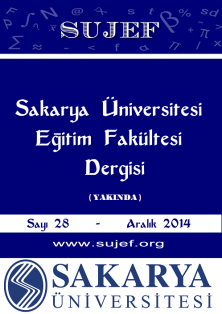 SUJEF
Sakarya Üniversitesi
Eğitim Fakültesi
Dergisi
(YAKINDA)
Sayı 28 - Aralık 2014
www.sujef.org
SAKARYA
ÜNİVERSİTESİ